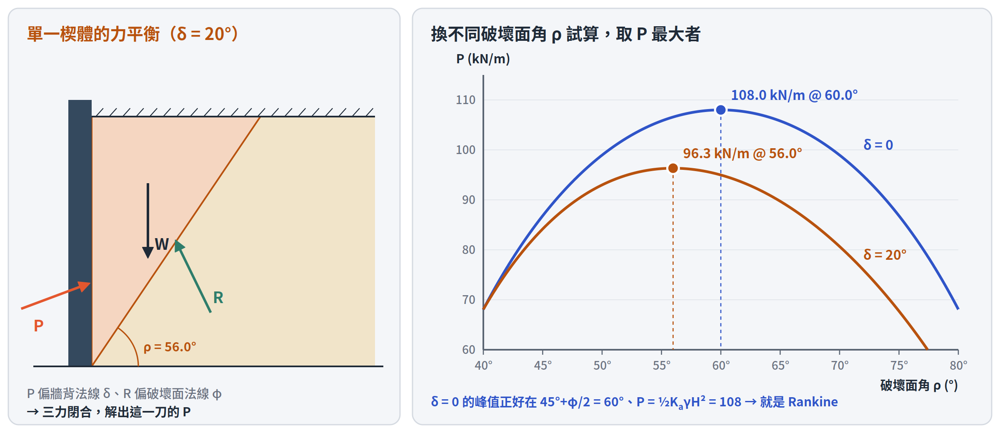 單一楔體的力平衡（δ = 20°）
W
R
P
ρ = 56.0°
P 偏牆背法線 δ、R 偏破壞面法線 φ
→ 三力閉合，解出這一刀的 P
換不同破壞面角 ρ 試算，取 P 最大者
P (kN/m)
108.0 kN/m @ 60.0°
110
δ = 0
100
96.3 kN/m @ 56.0°
90
80
δ = 20°
70
60
40° 45° 50° 55° 60° 65° 70° 75° 80°
破壞面角 ρ (°)
δ = 0 的峰值正好在 45°+φ/2 = 60°、P = ½KₐγH² = 108 → 就是 Rankine